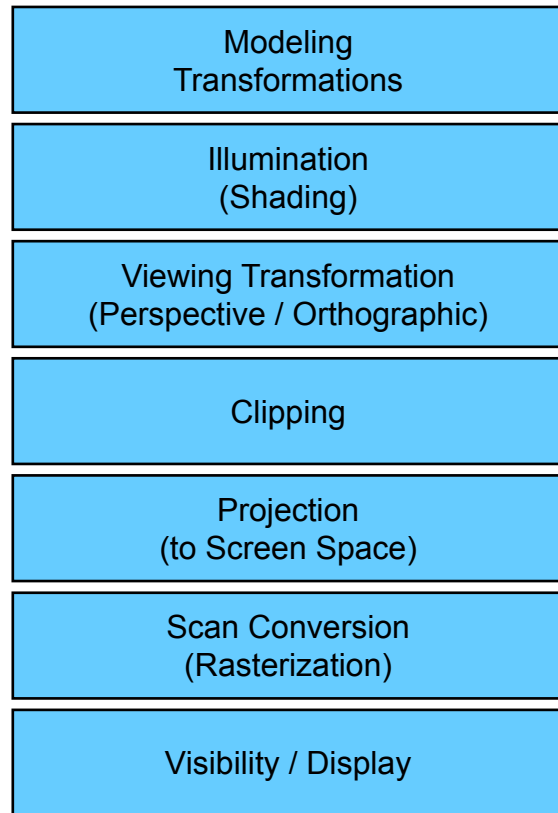 Modeling
Transformations
Illumination
(Shading)
Viewing Transformation
(Perspective / Orthographic)
Clipping
Projection
(to Screen Space)
Scan Conversion
(Rasterization)
Visibility / Display